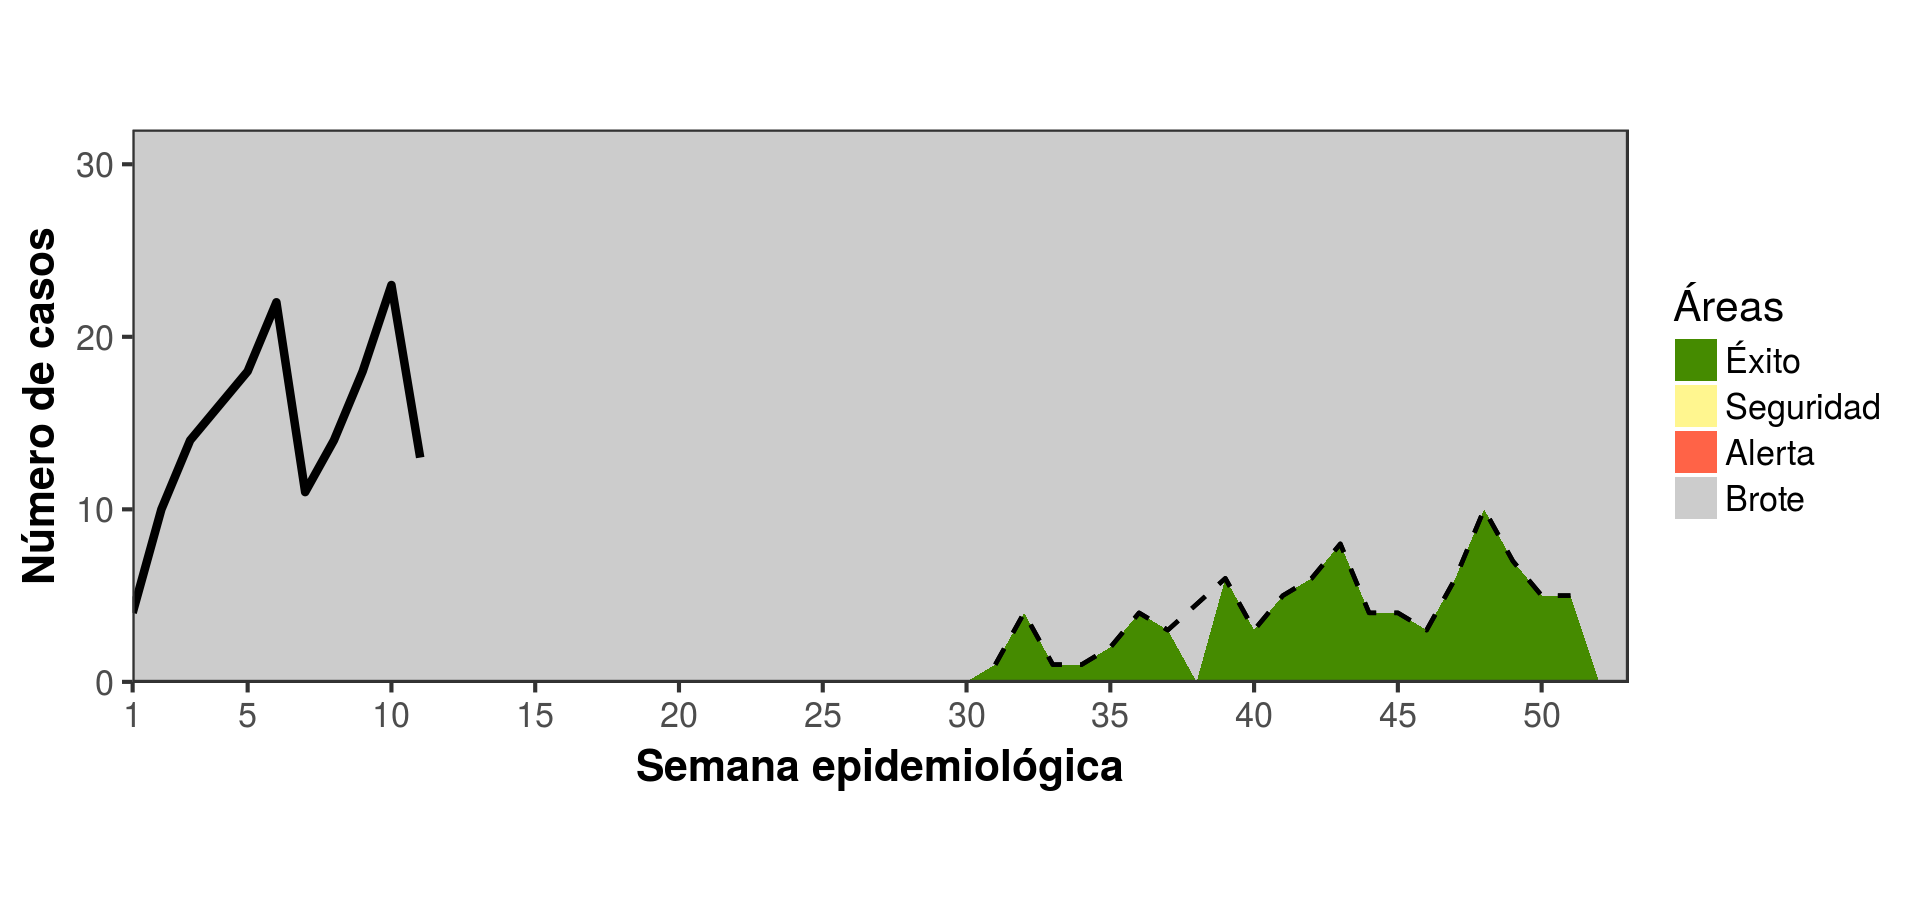 Número de casos
30
20
10
0
1 5 10 15 20 25 30 35 40 45 50
Semana epidemiológica
Áreas
Éxito
Seguridad
Alerta
Brote